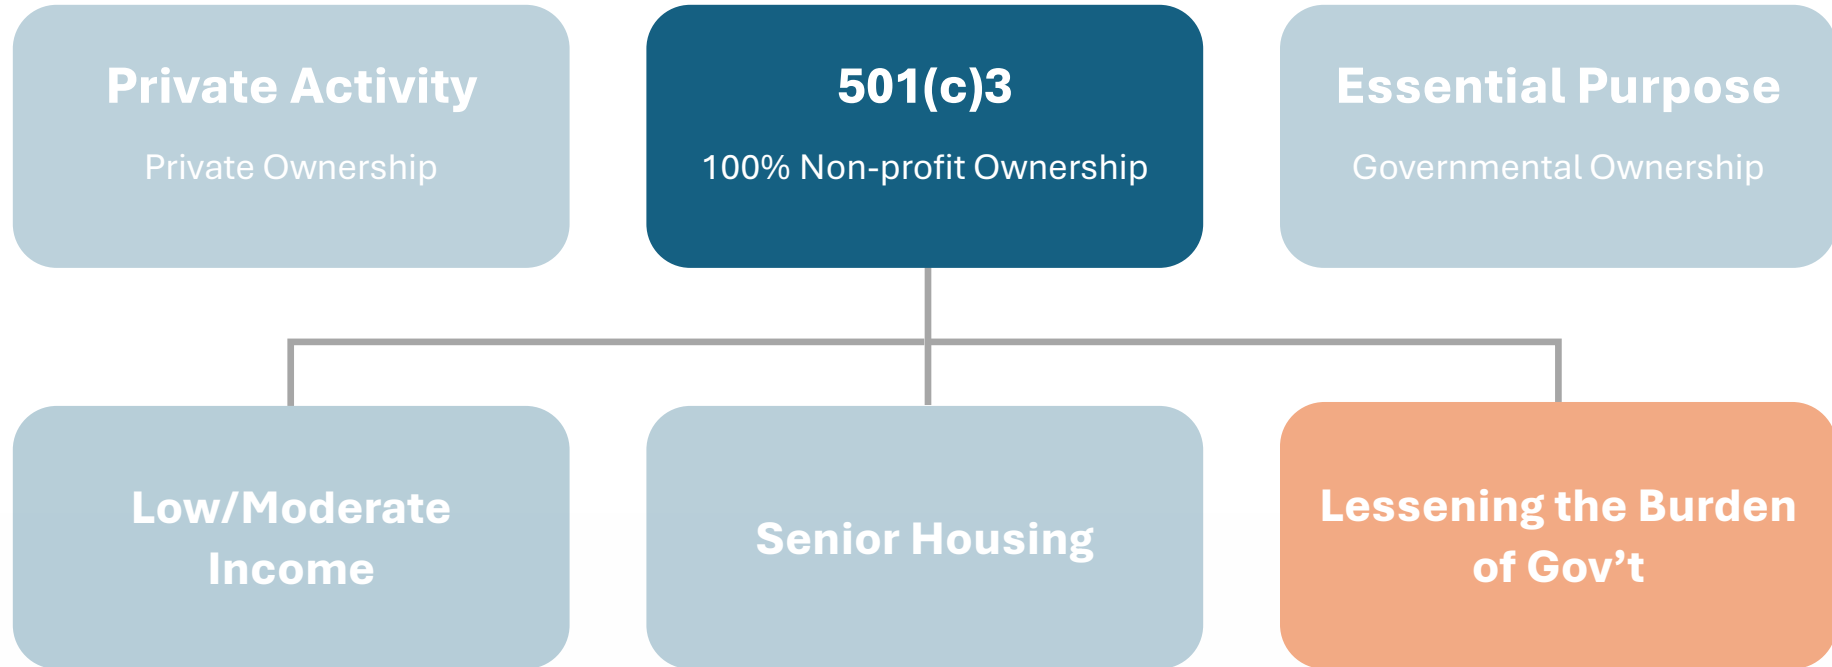 Private Activity
Private Ownership
501(c)3
100% Non-profit Ownership
Essential Purpose
Governmental Ownership
Low/Moderate
Income
Senior Housing
Lessening the Burden
of Gov’t